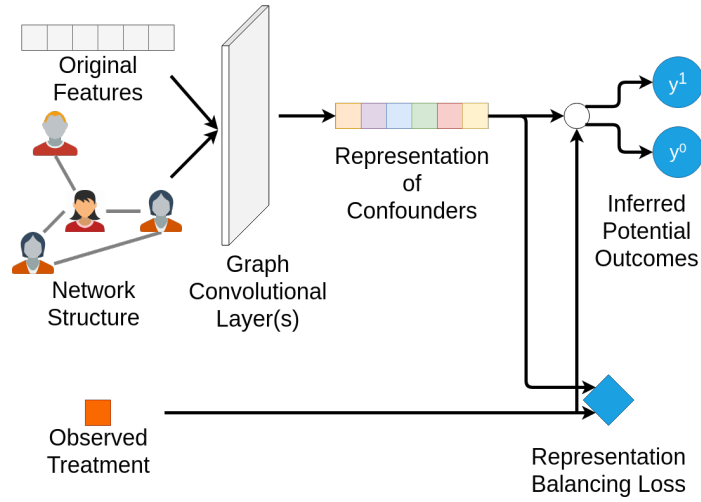 Original
Features
Network
Structure
Graph
Convolutional
Layer(s)
Representation
of
Confounders
y¹
y⁰
Inferred
Potential
Outcomes
Observed
Treatment
Representation
Balancing Loss